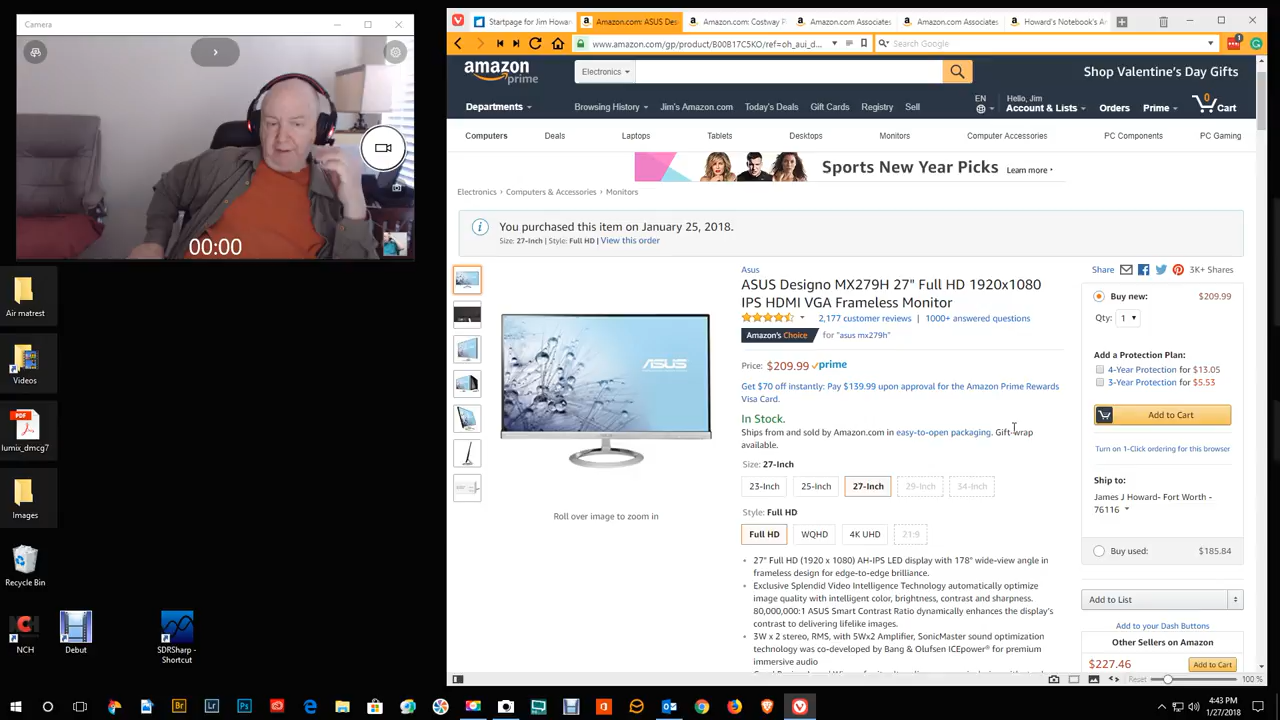 Camera
00:00
Air matrest
Videos
lumix_dmcg7
Images
Recycle Bin
NCH
Debut
SDRSharp - Shortcut
Startpage for Jim Howar
Amazon.com: ASUS Des
Amazon.com: Costway P
Amazon.com Associates
Amazon.com Associates
Howard's Notebook's A
www.amazon.com/gp/product/B00817C5KO/ref=oh_aui_d...
Search Google
amazon prime
Electronics
Shop Valentine's Day Gifts
Departments
Browsing History
Jim's Amazon.com
Today's Deals
Gift Cards
Registry
Sell
EN
Hello, Jim
Account & Lists
Orders
Prime
0
Cart
Computers
Deals
Laptops
Tablets
Desktops
Monitors
Computer Accessories
PC Components
PC Gaming
Sports New Year Picks
Learn more
Electronics › Computers & Accessories › Monitors
You purchased this item on January 25, 2018.
Size: 27-Inch | Style: Full HD | View this order
ASUS
Roll over image to zoom in
Asus
ASUS Designo MX279H 27" Full HD 1920x1080
IPS HDMI VGA Frameless Monitor
2,177 customer reviews | 1000+ answered questions
Amazon's Choice for "asus mx279h"
Price: $209.99 prime
Get $70 off instantly: Pay $139.99 upon approval for the Amazon Prime Rewards
Visa Card.
In Stock.
Ships from and sold by Amazon.com in easy-to-open packaging. Gift-wrap
available.
Size: 27-Inch
23-Inch 25-Inch 27-Inch 29-Inch 34-Inch
Style: Full HD
Full HD WQHD 4K UHD 21:9
27" Full HD (1920 x 1080) AH-IPS LED display with 178° wide-view angle in
frameless design for edge-to-edge brilliance.
Exclusive Splendid Video Intelligence Technology automatically optimize
image quality with intelligent color, brightness, contrast and sharpness.
80,000,000:1 ASUS Smart Contrast Ratio dynamically enhances the display's
contrast to delivering lifelike images.
3W x 2 stereo, RMS, with 5Wx2 Amplifier, SonicMaster sound optimization
technology was co-developed by Bang & Olufsen ICEpower® for premium
immersive audio
Share
3K+ Shares
Buy new: $209.99
Qty: 1
Add a Protection Plan:
4-Year Protection for $13.05
3-Year Protection for $5.53
Add to Cart
Turn on 1-Click ordering for this browser
Ship to:
James J Howard- Fort Worth -
76116
Buy used: $185.84
Add to List
Add to your Dash Buttons
Other Sellers on Amazon
$227.46 Add to Cart
Reset
100 %
4:43 PM
1/27/2018